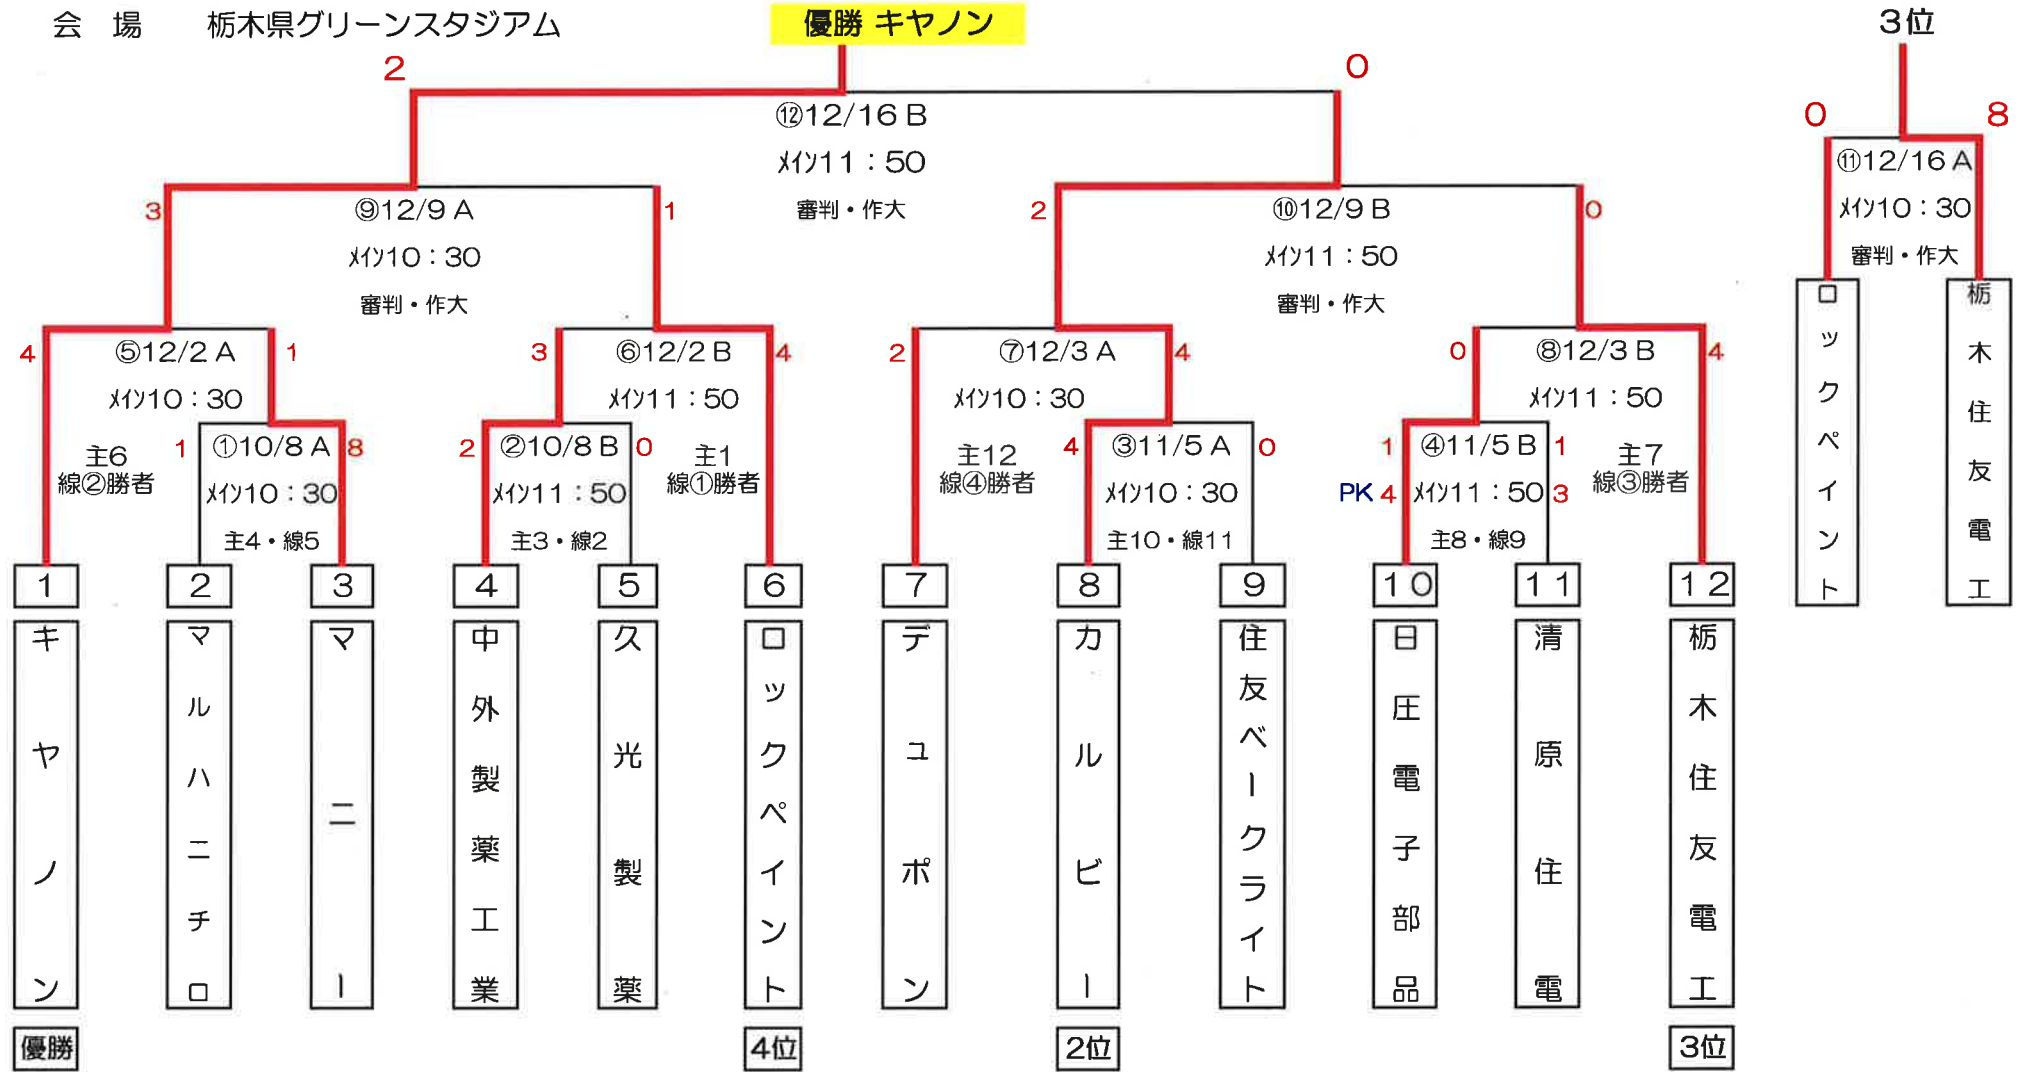 会 場 栃木県グリーンスタジアム
優勝 キヤノン
3位
2 0
⑫12/16 B
ﾒｲﾝ11：50
審判・作大
0 8
⑪12/16 A
ﾒｲﾝ10：30
審判・作大
ロックペイント
栃木住友電工
3 1
⑨12/9 A
ﾒｲﾝ10：30
審判・作大
2 0
⑩12/9 B
ﾒｲﾝ11：50
審判・作大
4 1
⑤12/2 A
ﾒｲﾝ10：30
主6
線②勝者
3 4
⑥12/2 B
ﾒｲﾝ11：50
主1
線①勝者
2 4
⑦12/3 A
ﾒｲﾝ10：30
主12
線④勝者
0 4
⑧12/3 B
ﾒｲﾝ11：50
主7
線③勝者
1 8
①10/8 A
ﾒｲﾝ10：30
主4・線5
2 0
②10/8 B
ﾒｲﾝ11：50
主3・線2
4 0
③11/5 A
ﾒｲﾝ10：30
主10・線11
1 1
④11/5 B
PK 4 ﾒｲﾝ11：50 3
主8・線9
1 2 3 4 5 6 7 8 9 10 11 12
キヤノン
マルハニチロ
マニー
中外製薬工業
久光製薬
ロックペイント
デュポン
カルビー
住友ベークライト
日圧電子部品
清原住電
栃木住友電工
優勝 4位 2位 3位